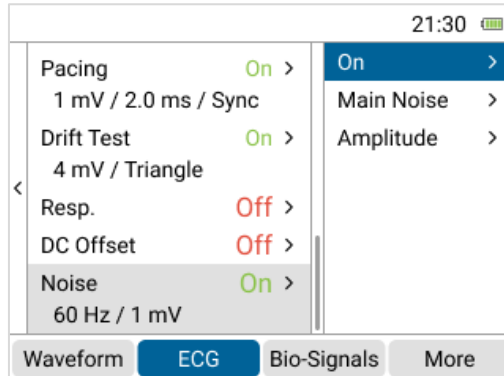 21:30
Pacing On >
1 mV / 2.0 ms / Sync
Drift Test On >
4 mV / Triangle
Resp. Off >
DC Offset Off >
Noise On >
60 Hz / 1 mV
<
On >
Main Noise >
Amplitude >
Waveform ECG Bio-Signals More